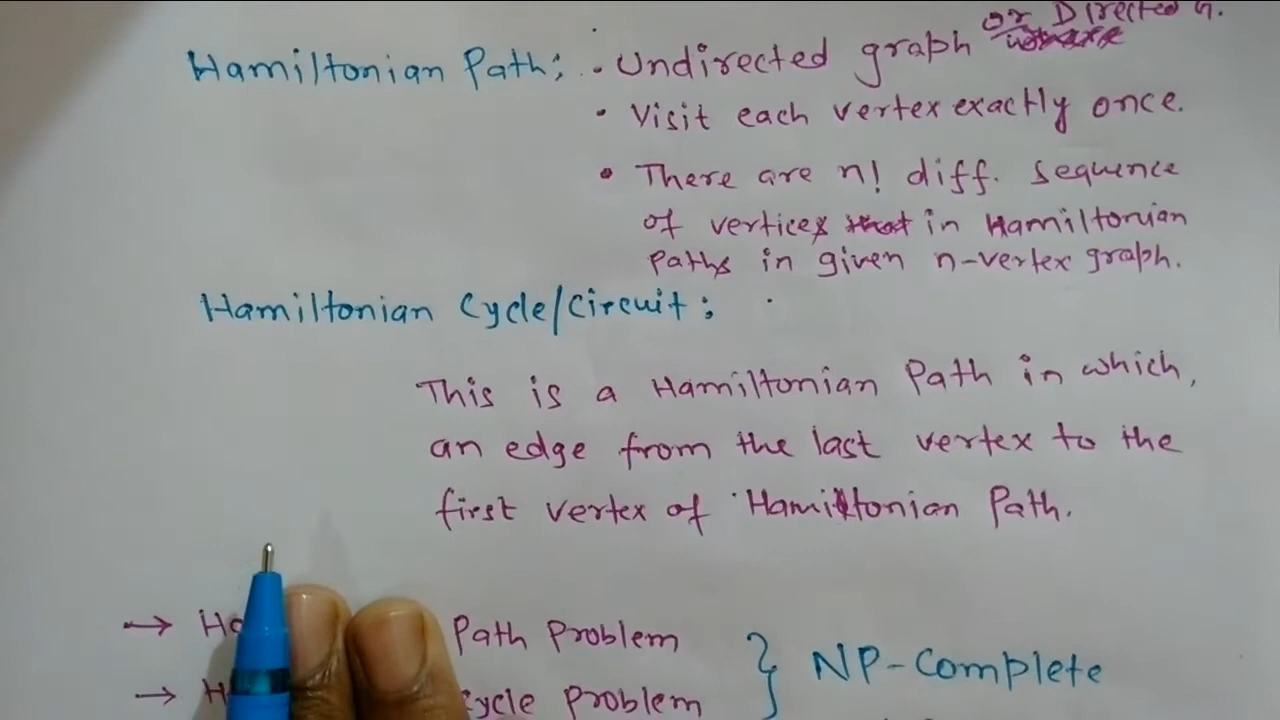 or Directed G.
Hamiltonian Path: . Undirected graph
• Visit each vertex exactly once.
• There are n! diff. sequence
of vertices that in Hamiltonian
Paths in given n-vertex graph.
Hamiltonian Cycle/Circuit:
This is a Hamiltonian Path in which,
an edge from the last vertex to the
first vertex of Hamiltonian Path.
→ Path Problem
→ Problem
} NP-Complete